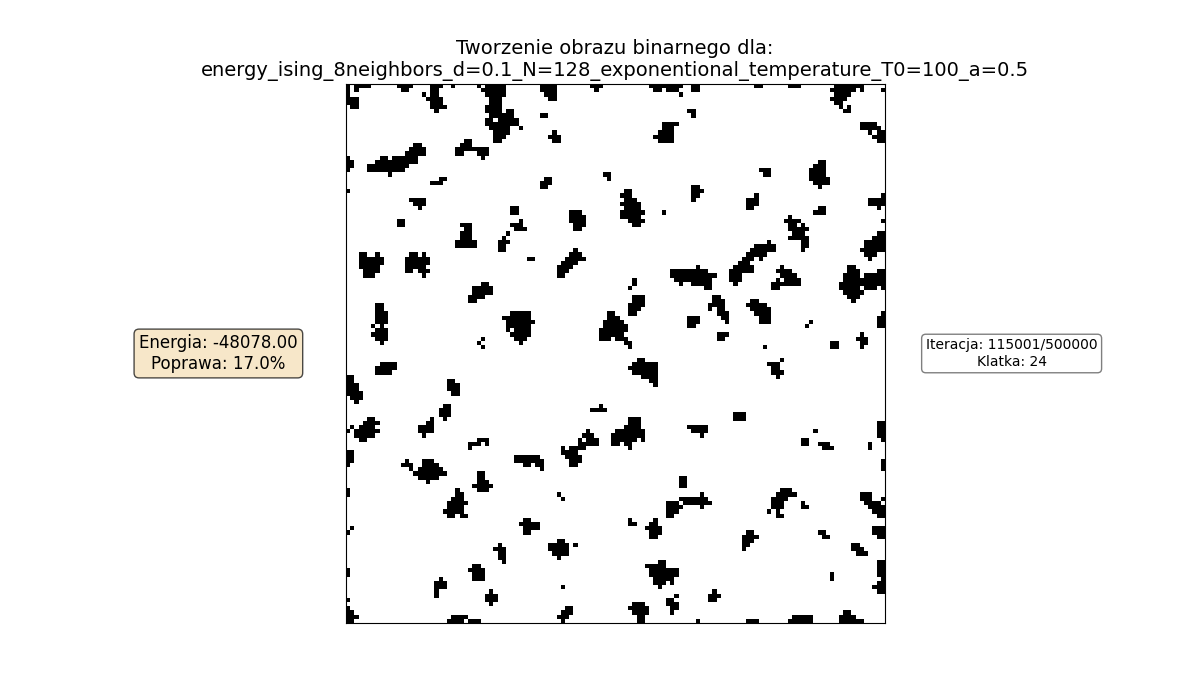 Tworzenie obrazu binarnego dla:
energy_ising_8neighbors_d=0.1_N=128_exponentional_temperature_T0=100_a=0.5
Energia: -48078.00
Poprawa: 17.0%
Iteracja: 115001/500000
Klatka: 24